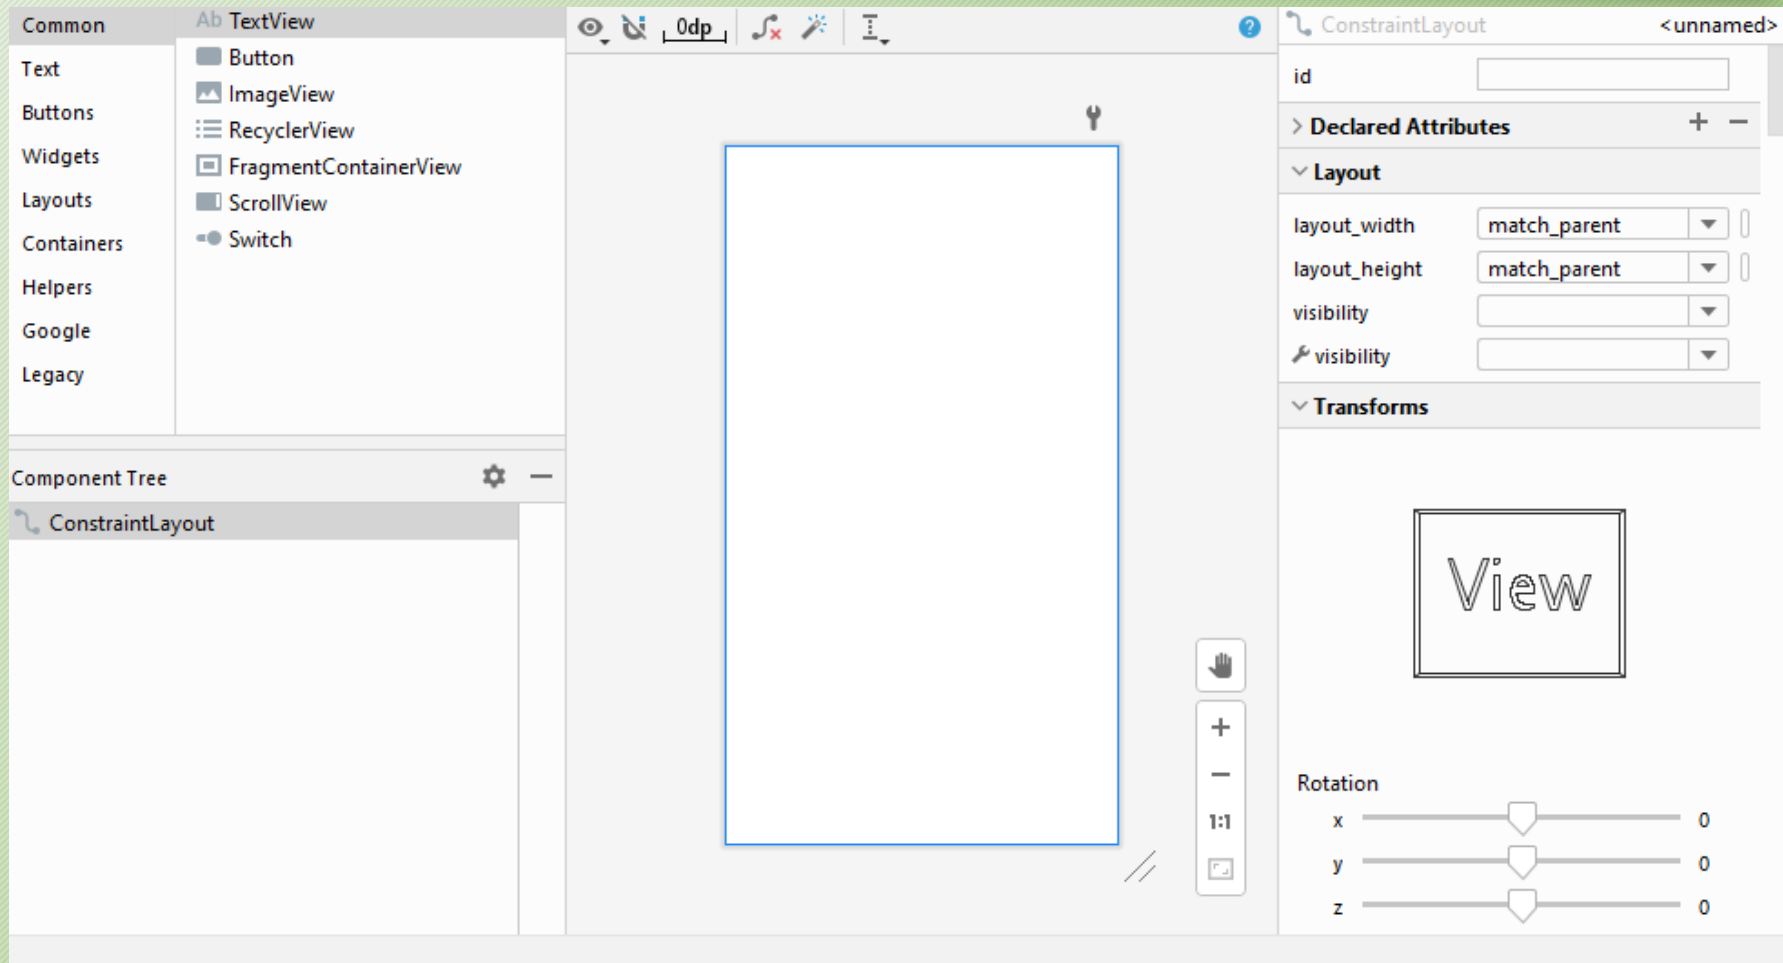 Common
Text
Buttons
Widgets
Layouts
Containers
Helpers
Google
Legacy
Ab TextView
Button
ImageView
RecyclerView
FragmentContainerView
ScrollView
Switch
Component Tree
ConstraintLayout
0dp
?
1:1
ConstraintLayout <unnamed>
id
Declared Attributes
Layout
layout_width match_parent
layout_height match_parent
visibility
visibility
Transforms
View
Rotation
x 0
y 0
z 0